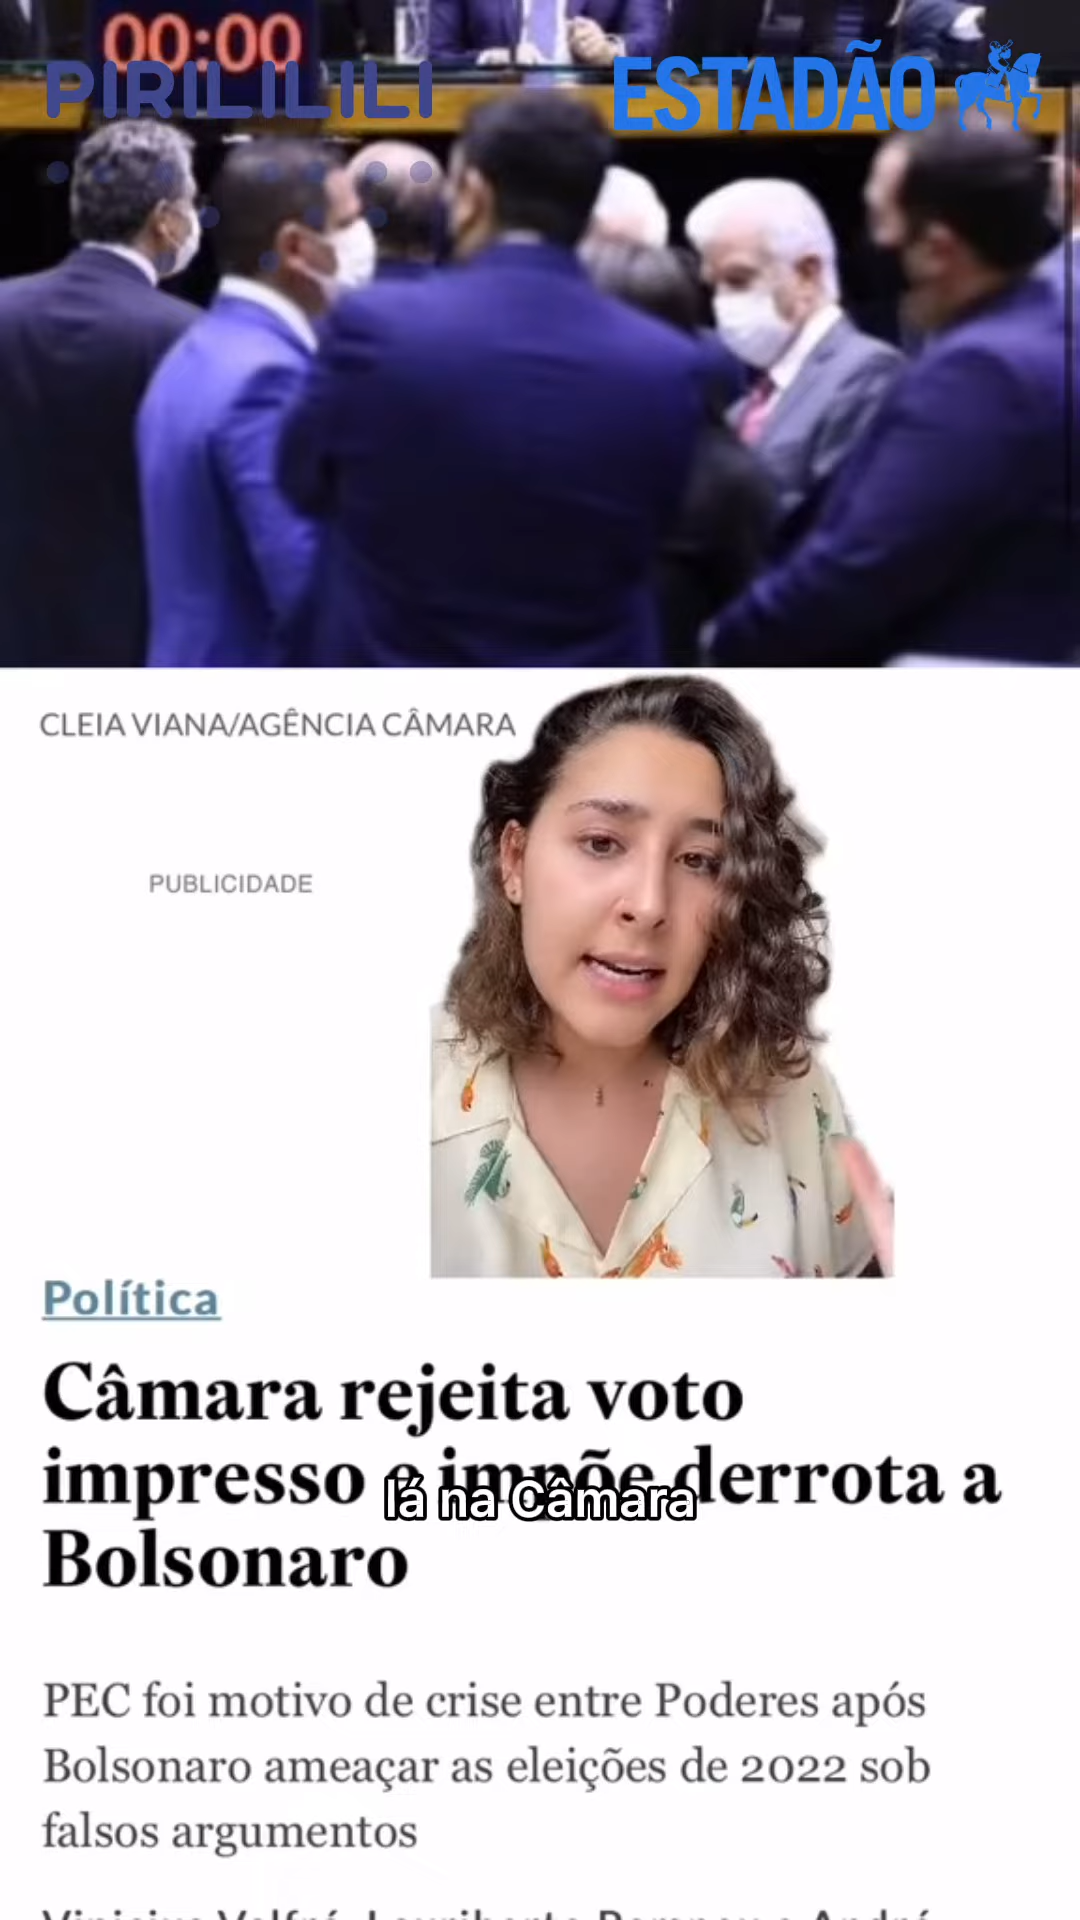 00:00
PIRILILILI
ESTADÃO
CLEIA VIANA/AGÊNCIA CÂMARA
PUBLICIDADE
Política
Câmara rejeita voto
impresso e impõe derrota a
lá na Câmara
Bolsonaro
PEC foi motivo de crise entre Poderes após
Bolsonaro ameaçar as eleições de 2022 sob
falsos argumentos